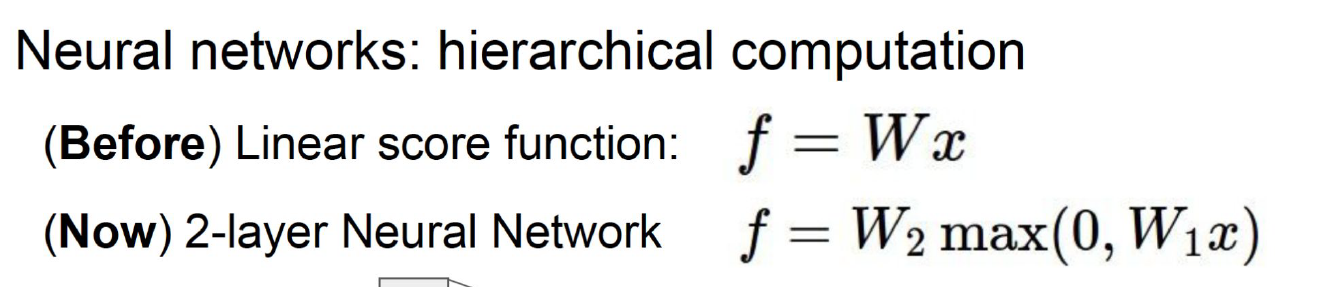 Neural networks: hierarchical computation
(Before) Linear score function: f = Wx
(Now) 2-layer Neural Network f = W₂ max(0, W₁x)